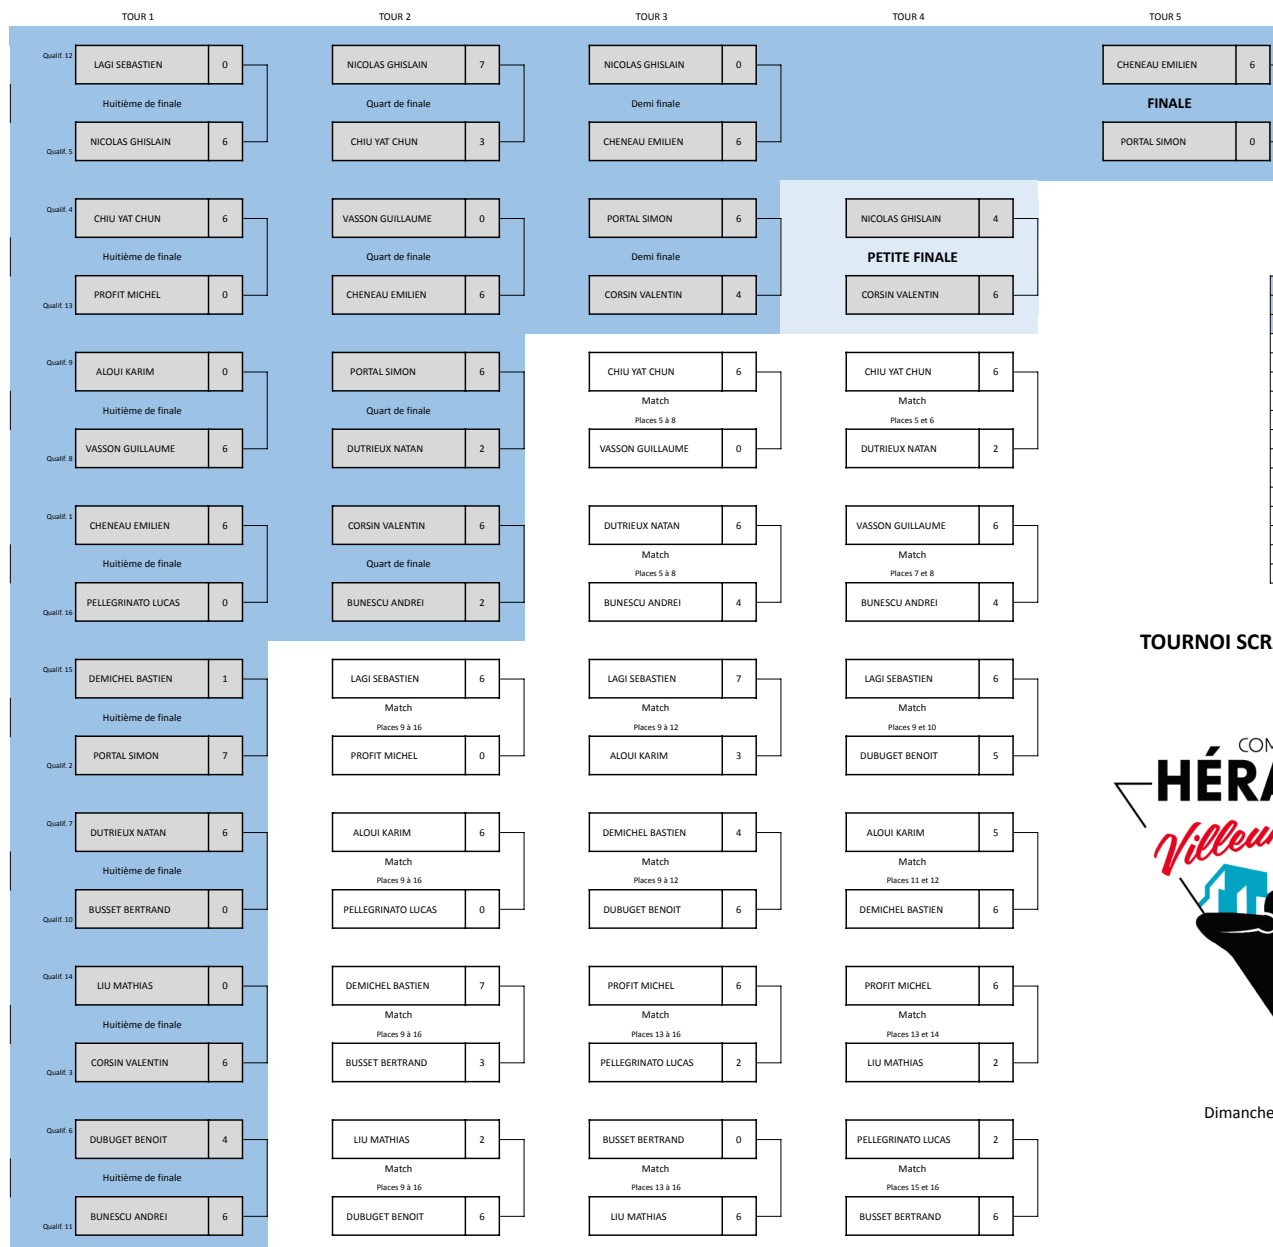 TOUR 1 TOUR 2 TOUR 3 TOUR 4 TOUR 5
Qualif. 12 LAGI SEBASTIEN 0 NICOLAS GHISLAIN 7 NICOLAS GHISLAIN 0 CHENEAU EMILIEN 6
Huitième de finale Quart de finale Demi finale FINALE
Qualif. 5 NICOLAS GHISLAIN 6 CHIU YAT CHUN 3 CHENEAU EMILIEN 6 PORTAL SIMON 0
Qualif. 4 CHIU YAT CHUN 6 VASSON GUILLAUME 0 PORTAL SIMON 6 NICOLAS GHISLAIN 4
Huitième de finale Quart de finale Demi finale PETITE FINALE
Qualif. 13 PROFIT MICHEL 0 CHENEAU EMILIEN 6 CORSIN VALENTIN 4 CORSIN VALENTIN 6
Qualif. 9 ALOUI KARIM 0 PORTAL SIMON 6 CHIU YAT CHUN 6 CHIU YAT CHUN 6
Match Match
Huitième de finale Quart de finale
Places 5 à 8 Places 5 et 6
Qualif. 8 VASSON GUILLAUME 6 DUTRIEUX NATAN 2 VASSON GUILLAUME 0 DUTRIEUX NATAN 2
Qualif. 1 CHENEAU EMILIEN 6 CORSIN VALENTIN 6 DUTRIEUX NATAN 6 VASSON GUILLAUME 6
Match Match
Huitième de finale Quart de finale
Places 5 à 8 Places 7 et 8
Qualif. 16 PELLEGRINATO LUCAS 0 BUNESCU ANDREI 2 BUNESCU ANDREI 4 BUNESCU ANDREI 4
TOURNOI SCR
Qualif. 15 DEMICHEL BASTIEN 1 LAGI SEBASTIEN 6 LAGI SEBASTIEN 7 LAGI SEBASTIEN 6
Match Match Match
Huitième de finale
Places 9 à 16 Places 9 à 12 Places 9 et 10
Qualif. 2 PORTAL SIMON 7 PROFIT MICHEL 0 ALOUI KARIM 3 DUBUGET BENOIT 5
COM
HÉRA
Villeur
Qualif. 7 DUTRIEUX NATAN 6 ALOUI KARIM 6 DEMICHEL BASTIEN 4 ALOUI KARIM 5
Match Match Match
Huitième de finale
Places 9 à 16 Places 9 à 12 Places 11 et 12
Qualif. 10 BUSSET BERTRAND 0 PELLEGRINATO LUCAS 0 DUBUGET BENOIT 6 DEMICHEL BASTIEN 6
Qualif. 14 LIU MATHIAS 0 DEMICHEL BASTIEN 7 PROFIT MICHEL 6 PROFIT MICHEL 6
Match Match Match
Huitième de finale
Places 9 à 16 Places 13 à 16 Places 13 et 14
Qualif. 3 CORSIN VALENTIN 6 BUSSET BERTRAND 3 PELLEGRINATO LUCAS 2 LIU MATHIAS 2
Dimanche
Qualif. 6 DUBUGET BENOIT 4 LIU MATHIAS 2 BUSSET BERTRAND 0 PELLEGRINATO LUCAS 2
Match Match Match
Huitième de finale
Places 9 à 16 Places 13 à 16 Places 15 et 16
Qualif. 11 BUNESCU ANDREI 6 DUBUGET BENOIT 6 LIU MATHIAS 6 BUSSET BERTRAND 6